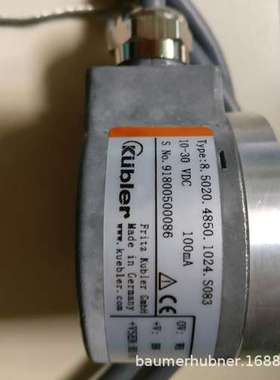 Type:8.5020.4850.1024.S083
10-30 VDC 100mA
S No.91800500086
Kübler
Fritz Kübler GmbH
Made in Germany
www.kuebler.com
CE
baumerhubner.1688